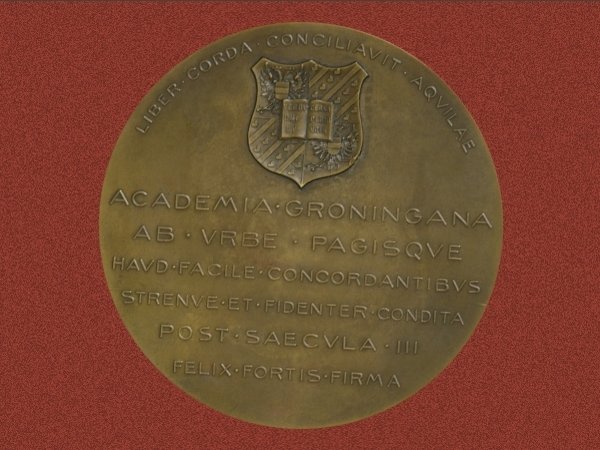 LIBER · CORDA · CONCILIAVIT · AQVILAE
ACADEMIA · GRONINGANA
AB · VRBE · PAGISQVE
HAVD · FACILE · CONCORDANTIBVS
STRENVE · ET · FIDENTER · CONDITA
POST · SAECVLA · III
FELIX · FORTIS · FIRMA